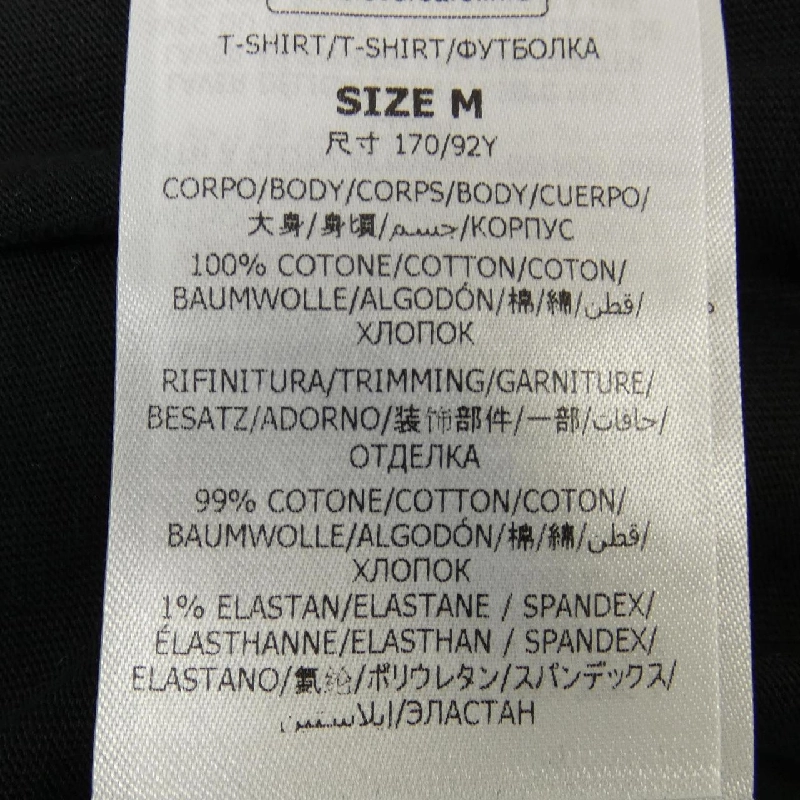 T-SHIRT/T-SHIRT/ФУТБОЛКА
SIZE M
尺寸 170/92Y
CORPO/BODY/CORPS/BODY/CUERPO/
大身/身頃/جسم/КОРПУС
100% COTONE/COTTON/COTON/
BAUMWOLLE/ALGODÓN/棉/綿/قطن/
ХЛОПОК
RIFINITURA/TRIMMING/GARNITURE/
BESATZ/ADORNO/装饰部件/一部/حافات/
ОТДЕЛКА
99% COTONE/COTTON/COTON/
BAUMWOLLE/ALGODÓN/棉/綿/قطن/
ХЛОПОК
1% ELASTAN/ELASTANE / SPANDEX/
ÉLASTHANNE/ELASTHAN / SPANDEX/
ELASTANO/氨纶/ポリウレタン/スパンデックス/
إيلاستين/ЭЛАСТАН